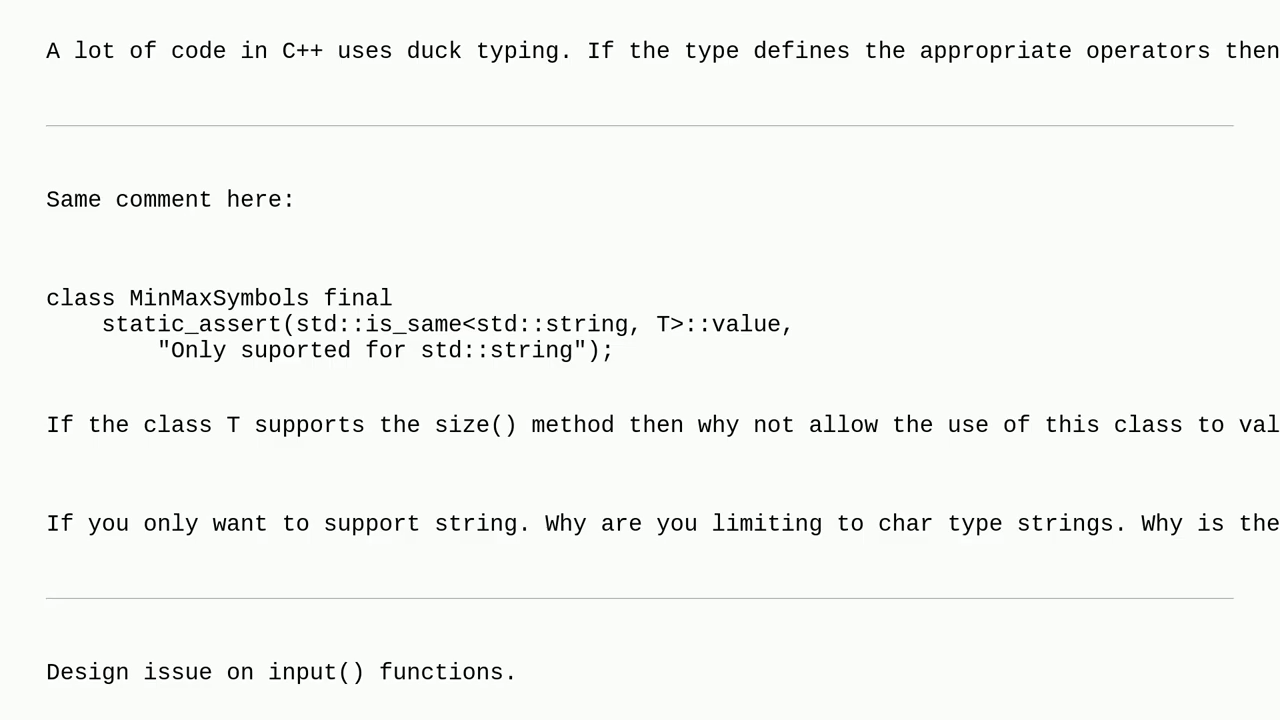 A lot of code in C++ uses duck typing. If the type defines the appropriate operators then
Same comment here:
class MinMaxSymbols final
    static_assert(std::is_same<std::string, T>::value,
        "Only suported for std::string");
If the class T supports the size() method then why not allow the use of this class to val
If you only want to support string. Why are you limiting to char type strings. Why is the
Design issue on input() functions.